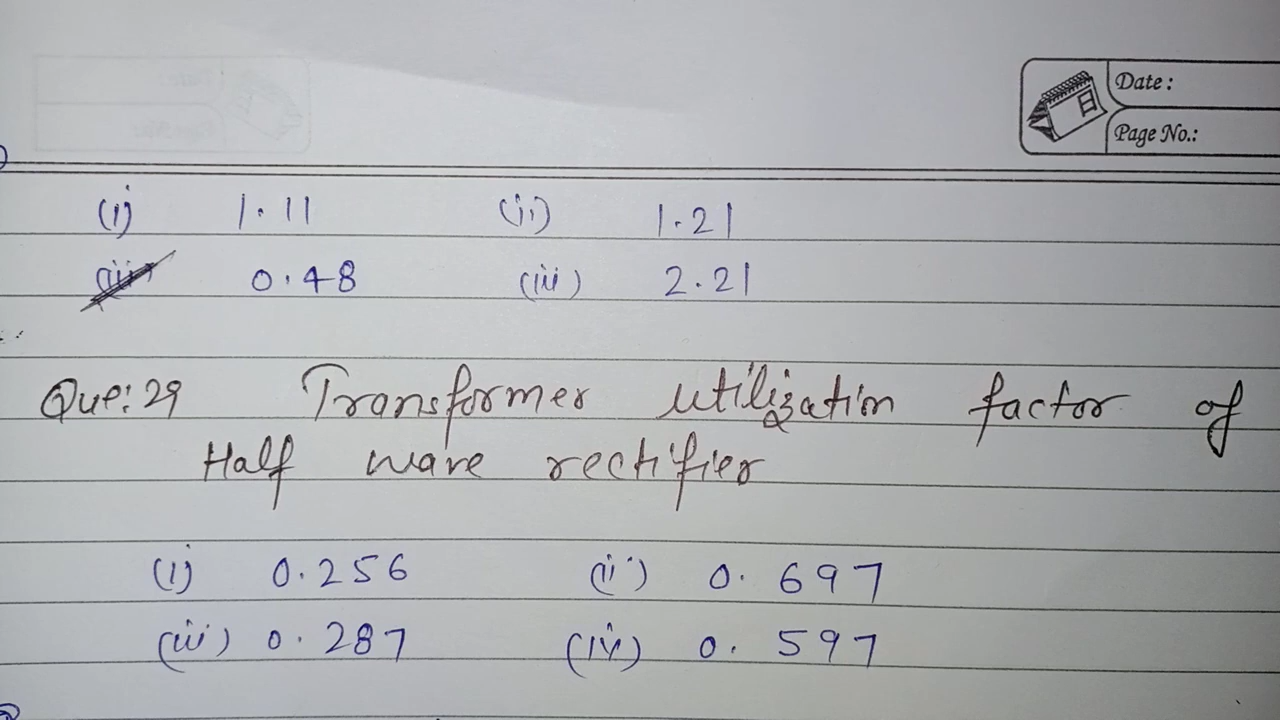 Date :
Page No.:
(i) 1.11 (ii) 1.21
(iii) 0.48 (iii) 2.21
Que:29 Transformer utilization factor of
Half wave rectifier
(i) 0.256 (ii) 0.697
(iii) 0.287 (iv) 0.597